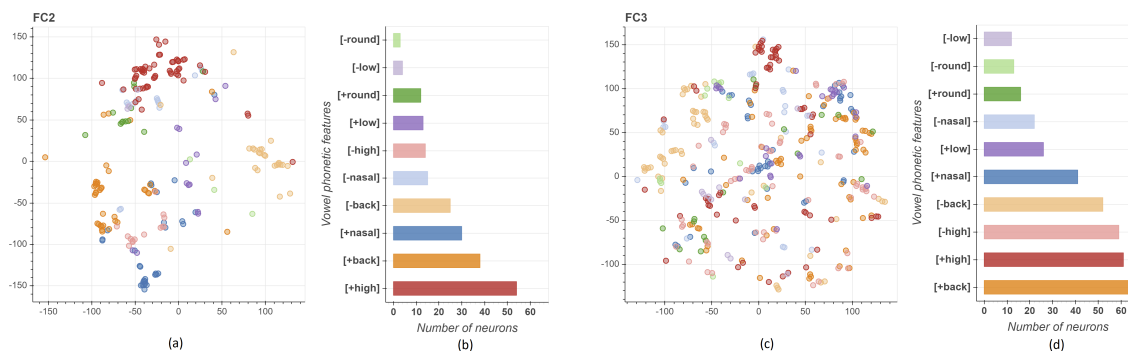 FC2
150
100
50
0
-50
-100
-150
-150
-100
-50
0
50
100
(a)
Vowel phonetic features
[-round]
[-low]
[+round]
[+low]
[-high]
[-nasal]
[-back]
[+nasal]
[+back]
[+high]
0
10
20
30
40
50
60
Number of neurons
(b)
FC3
150
100
50
0
-50
-100
-100
-50
0
50
100
(c)
Vowel phonetic features
[-low]
[-round]
[+round]
[-nasal]
[+low]
[+nasal]
[-back]
[-high]
[+high]
[+back]
0
10
20
30
40
50
60
Number of neurons
(d)